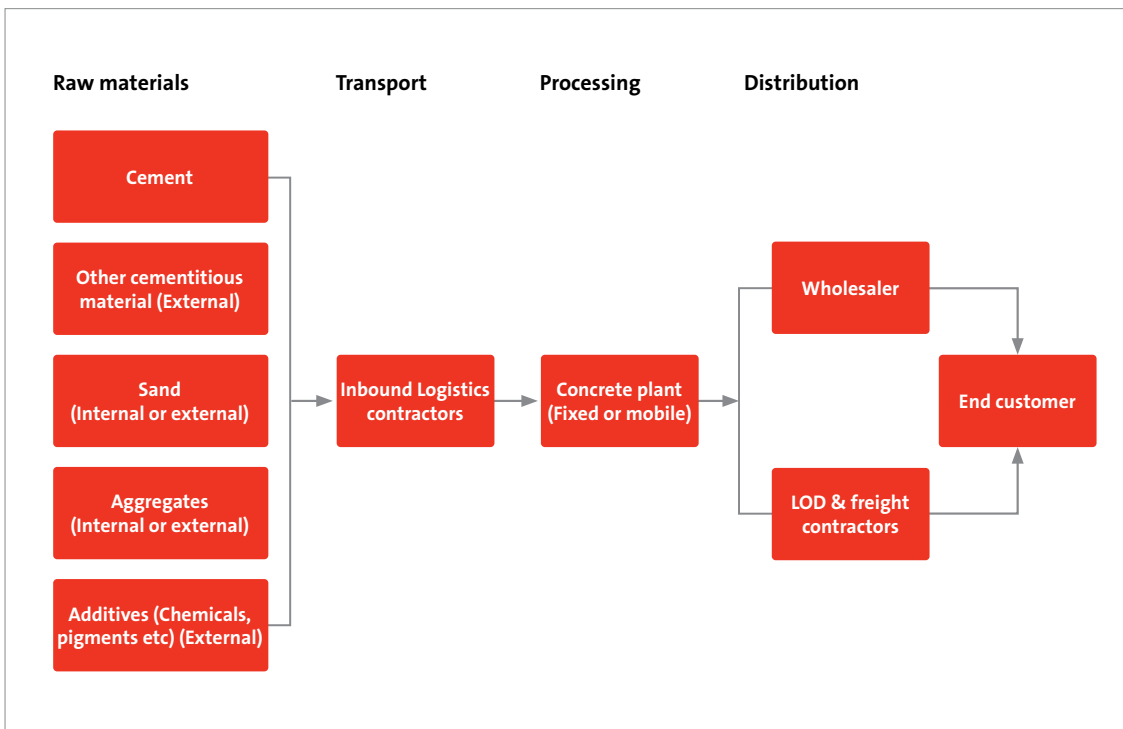 Raw materials
Transport
Processing
Distribution
Cement
Other cementitious
material (External)
Sand
(Internal or external)
Aggregates
(Internal or external)
Additives (Chemicals,
pigments etc) (External)
Inbound Logistics
contractors
Concrete plant
(Fixed or mobile)
Wholesaler
LOD & freight
contractors
End customer